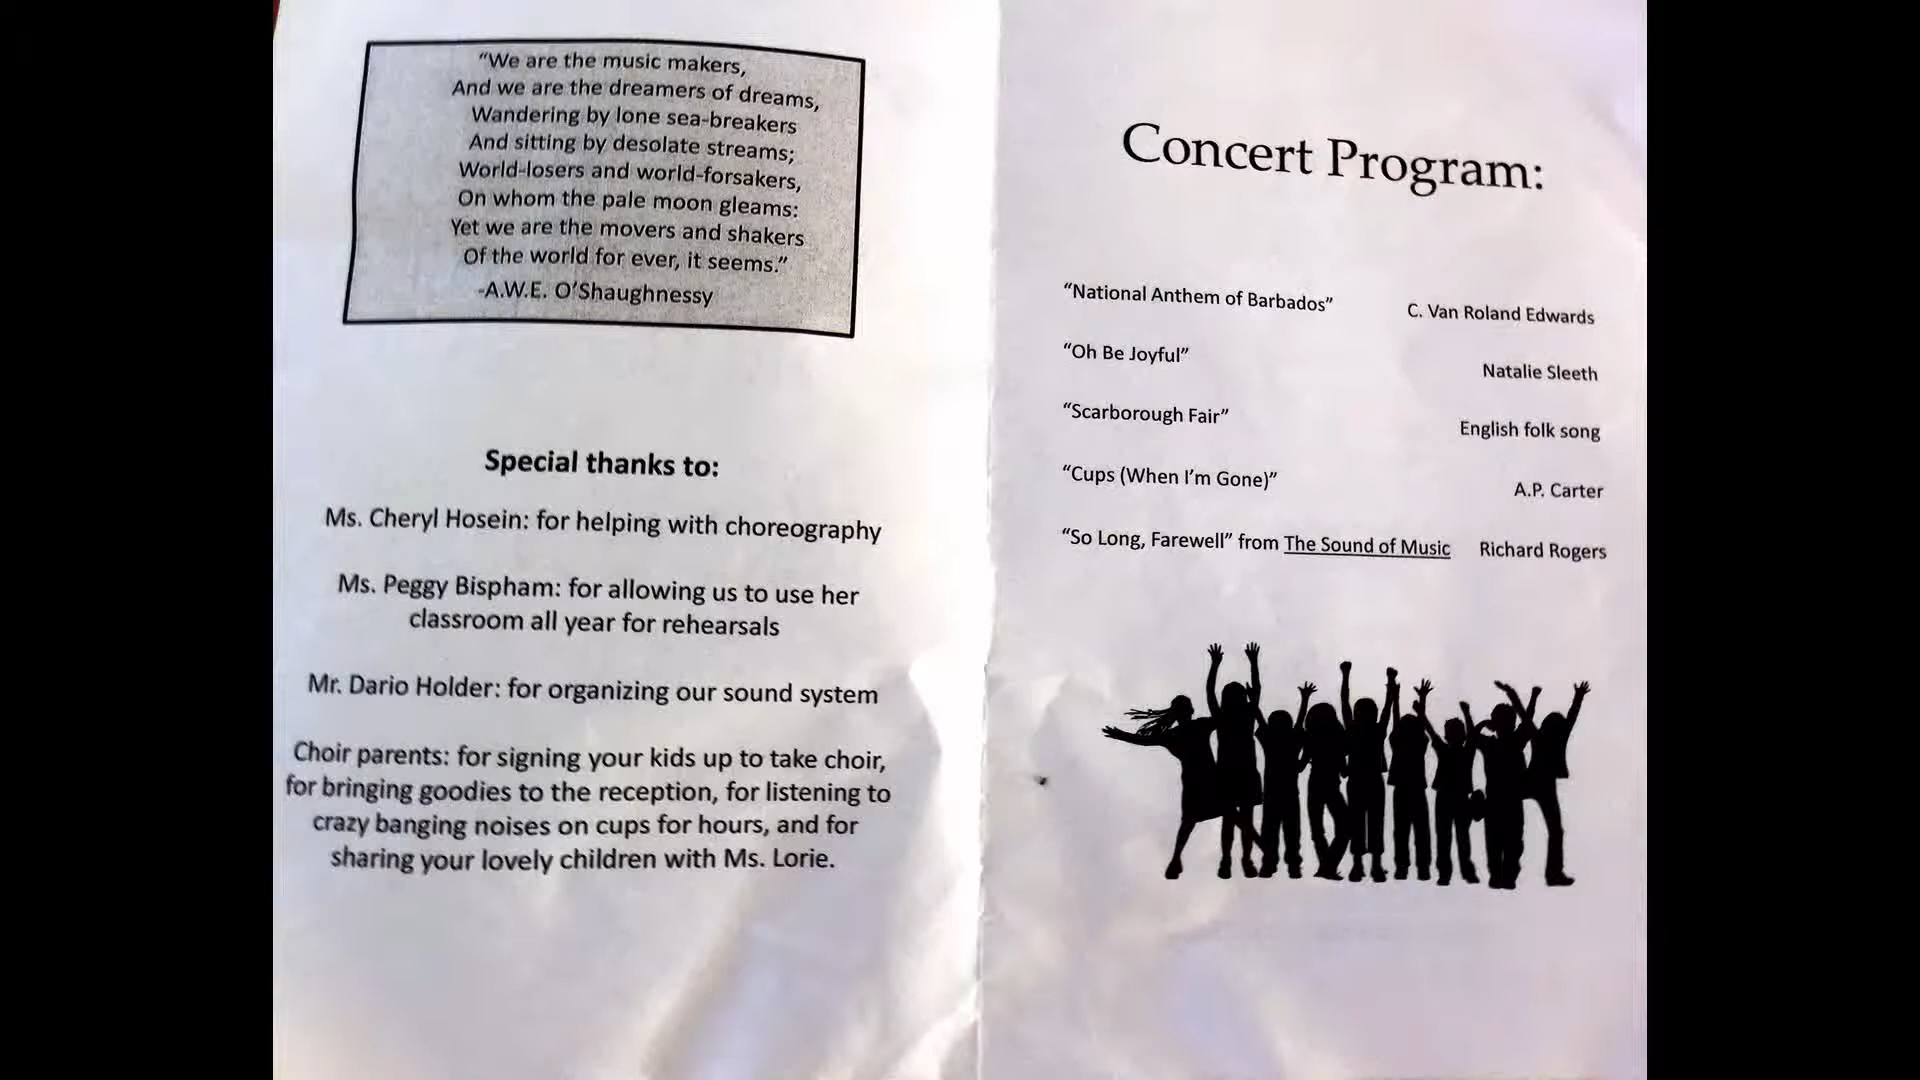 “We are the music makers,
And we are the dreamers of dreams,
Wandering by lone sea-breakers
And sitting by desolate streams;
World-losers and world-forsakers,
On whom the pale moon gleams:
Yet we are the movers and shakers
Of the world for ever, it seems.”
-A.W.E. O’Shaughnessy
Special thanks to:
Ms. Cheryl Hosein: for helping with choreography
Ms. Peggy Bispham: for allowing us to use her
classroom all year for rehearsals
Mr. Dario Holder: for organizing our sound system
Choir parents: for signing your kids up to take choir,
for bringing goodies to the reception, for listening to
crazy banging noises on cups for hours, and for
sharing your lovely children with Ms. Lorie.
Concert Program:
“National Anthem of Barbados” C. Van Roland Edwards
“Oh Be Joyful” Natalie Sleeth
“Scarborough Fair” English folk song
“Cups (When I’m Gone)” A.P. Carter
“So Long, Farewell” from The Sound of Music Richard Rogers